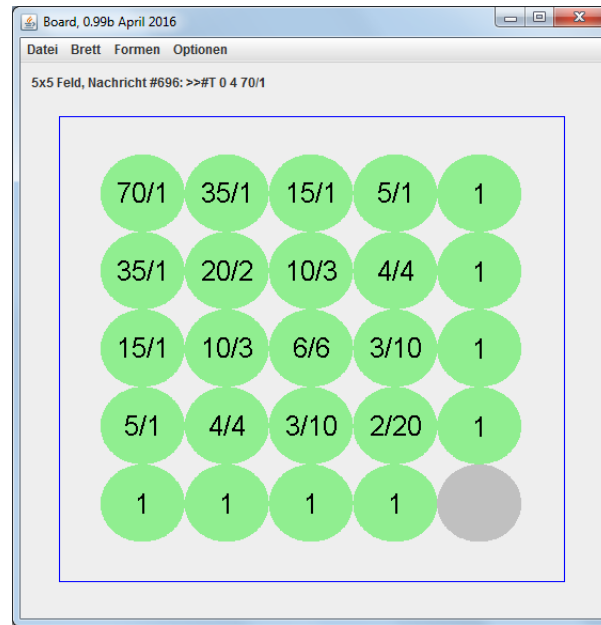 Board, 0.99b April 2016
Datei Brett Formen Optionen
5x5 Feld, Nachricht #696: >>#T 0 4 70/1
70/1 35/1 15/1 5/1 1
35/1 20/2 10/3 4/4 1
15/1 10/3 6/6 3/10 1
5/1 4/4 3/10 2/20 1
1 1 1 1